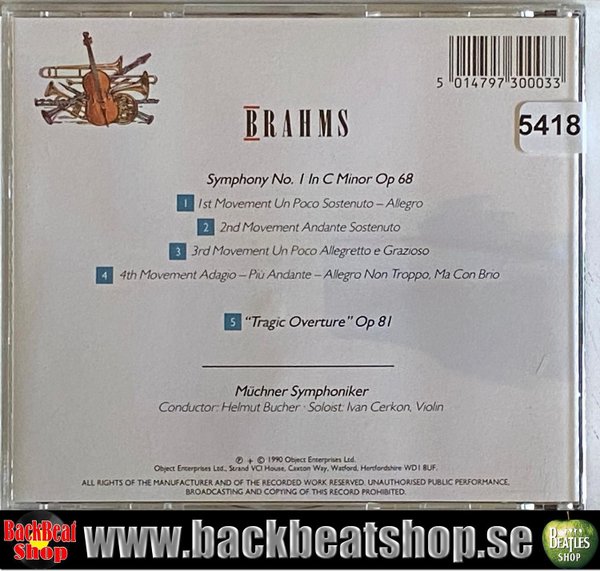 5 014797 300033
5418
BRAHMS
Symphony No. 1 In C Minor Op 68
1 1st Movement Un Poco Sostenuto – Allegro
2 2nd Movement Andante Sostenuto
3 3rd Movement Un Poco Allegretto e Grazioso
4 4th Movement Adagio – Più Andante – Allegro Non Troppo, Ma Con Brio
5 "Tragic Overture" Op 81
Müchner Symphoniker
Conductor: Helmut Bucher · Soloist: Ivan Cerkon, Violin
℗ + © 1990 Object Enterprises Ltd.
Object Enterprises Ltd., Strand VCI House, Caxton Way, Watford, Hertfordshire WD1 8UF.
ALL RIGHTS OF THE MANUFACTURER AND OF THE RECORDED WORK RESERVED. UNAUTHORISED PUBLIC PERFORMANCE,
BROADCASTING AND COPYING OF THIS RECORD PROHIBITED.
BackBeat Shop
www.backbeatshop.se
BEATLES SHOP